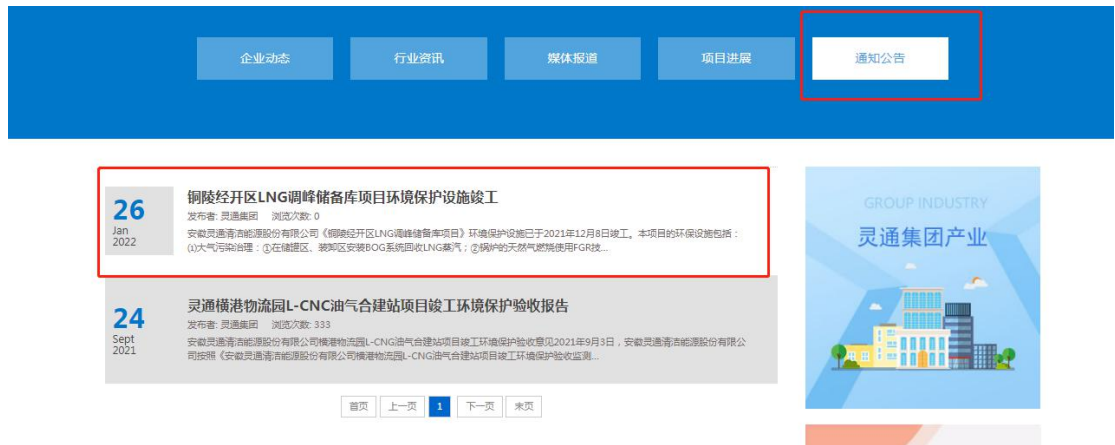 企业动态
行业资讯
媒体报道
项目进展
通知公告
26
Jan
2022
铜陵经开区LNG调峰储备库项目环境保护设施竣工
发布者: 灵通集团 浏览次数: 0
安徽灵通清洁能源股份有限公司《铜陵经开区LNG调峰储备库项目》环境保护设施已于2021年12月8日竣工。本项目的环保设施包括：
(1)大气污染治理：①在储罐区、装卸区安装BOG系统回收LNG蒸汽；②锅炉的天然气燃烧使用FGR技...
24
Sept
2021
灵通横港物流园L-CNC油气合建站项目竣工环境保护验收报告
发布者: 灵通集团 浏览次数: 333
安徽灵通清洁能源股份有限公司横港物流园L-CNG油气合建站项目竣工环境保护验收意见2021年9月3日，安徽灵通清洁能源股份有限公
司按照《安徽灵通清洁能源股份有限公司横港物流园L-CNG油气合建站项目竣工环境保护验收监测...
首页 上一页 1 下一页 末页
GROUP INDUSTRY
灵通集团产业